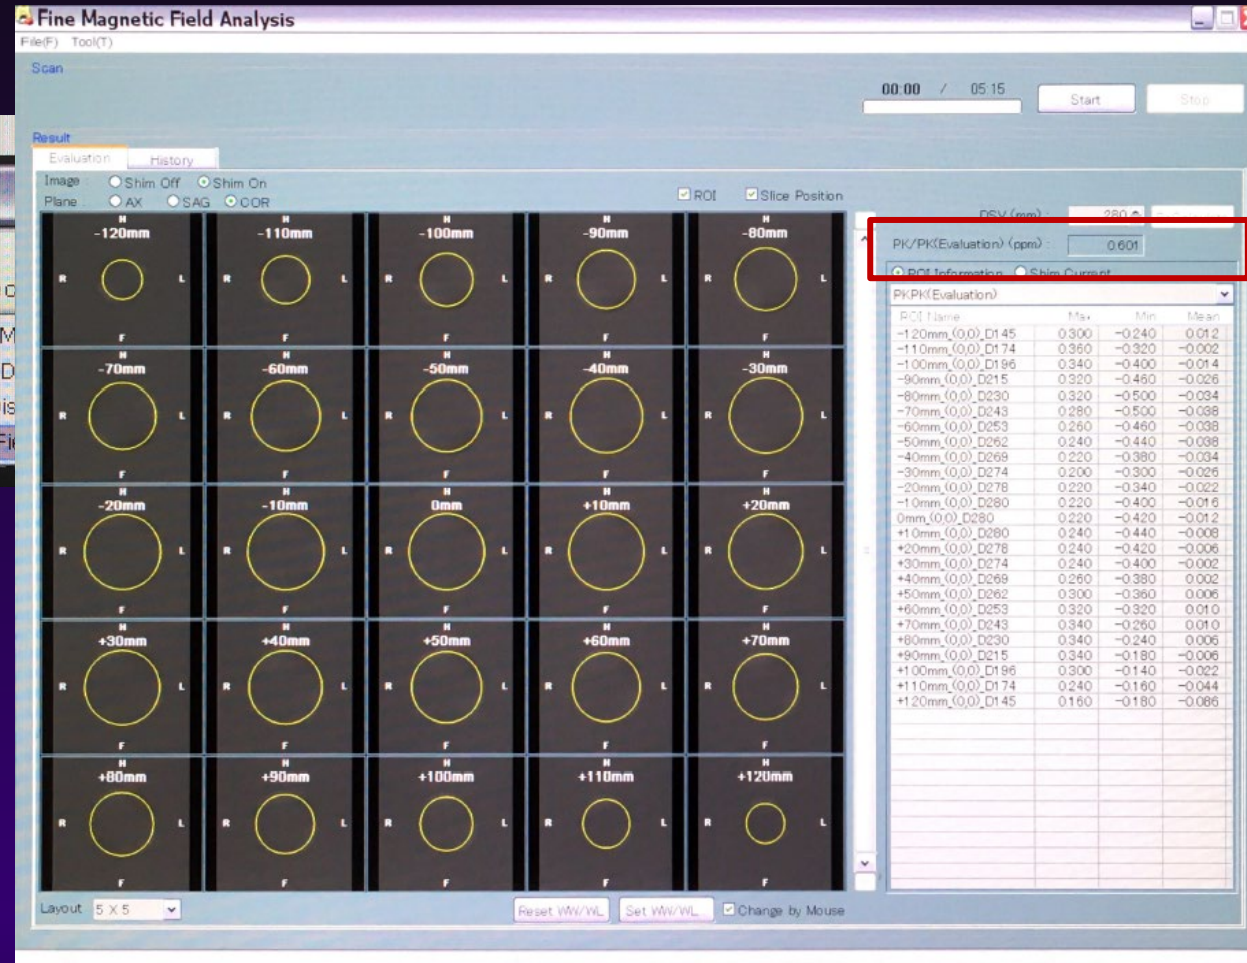 Fine Magnetic Field Analysis
File(F) Tool(T)
Scan
00:00 / 05:15 Start Stop
Result
Evaluation History
Image : Shim Off Shim On
Plane : AX SAG COR ROI Slice Position
DSV (mm) : 280
PK/PK(Evaluation) (ppm) : 0.601
ROI Information Shim Current
PKPK(Evaluation)
ROI Name Max Min Mean
-120mm_(0,0)_D145 0.300 -0.240 0.012
-110mm_(0,0)_D174 0.360 -0.320 -0.002
-100mm_(0,0)_D196 0.340 -0.400 -0.014
-90mm_(0,0)_D215 0.320 -0.460 -0.026
-80mm_(0,0)_D230 0.320 -0.500 -0.034
-70mm_(0,0)_D243 0.280 -0.500 -0.038
-60mm_(0,0)_D253 0.260 -0.460 -0.038
-50mm_(0,0)_D262 0.240 -0.440 -0.038
-40mm_(0,0)_D269 0.220 -0.380 -0.034
-30mm_(0,0)_D274 0.200 -0.300 -0.026
-20mm_(0,0)_D278 0.220 -0.340 -0.022
-10mm_(0,0)_D280 0.220 -0.400 -0.016
0mm_(0,0)_D280 0.220 -0.420 -0.012
+10mm_(0,0)_D280 0.240 -0.440 -0.008
+20mm_(0,0)_D278 0.240 -0.420 -0.006
+30mm_(0,0)_D274 0.240 -0.400 -0.002
+40mm_(0,0)_D269 0.260 -0.380 0.002
+50mm_(0,0)_D262 0.300 -0.360 0.006
+60mm_(0,0)_D253 0.320 -0.320 0.010
+70mm_(0,0)_D243 0.340 -0.260 0.010
+80mm_(0,0)_D230 0.340 -0.240 0.006
+90mm_(0,0)_D215 0.340 -0.180 -0.006
+100mm_(0,0)_D196 0.300 -0.140 -0.022
+110mm_(0,0)_D174 0.240 -0.160 -0.044
+120mm_(0,0)_D145 0.160 -0.180 -0.086
H H H H H
-120mm -110mm -100mm -90mm -80mm
R L R L R L R L R L
F F F F F
H H H H H
-70mm -60mm -50mm -40mm -30mm
R L R L R L R L R L
F F F F F
H H H H H
-20mm -10mm 0mm +10mm +20mm
R L R L R L R L R L
F F F F F
H H H H H
+30mm +40mm +50mm +60mm +70mm
R L R L R L R L R L
F F F F F
H H H H H
+80mm +90mm +100mm +110mm +120mm
R L R L R L R L R L
F F F F F
Layout 5 X 5 Reset WW/WL Set WW/WL Change by Mouse